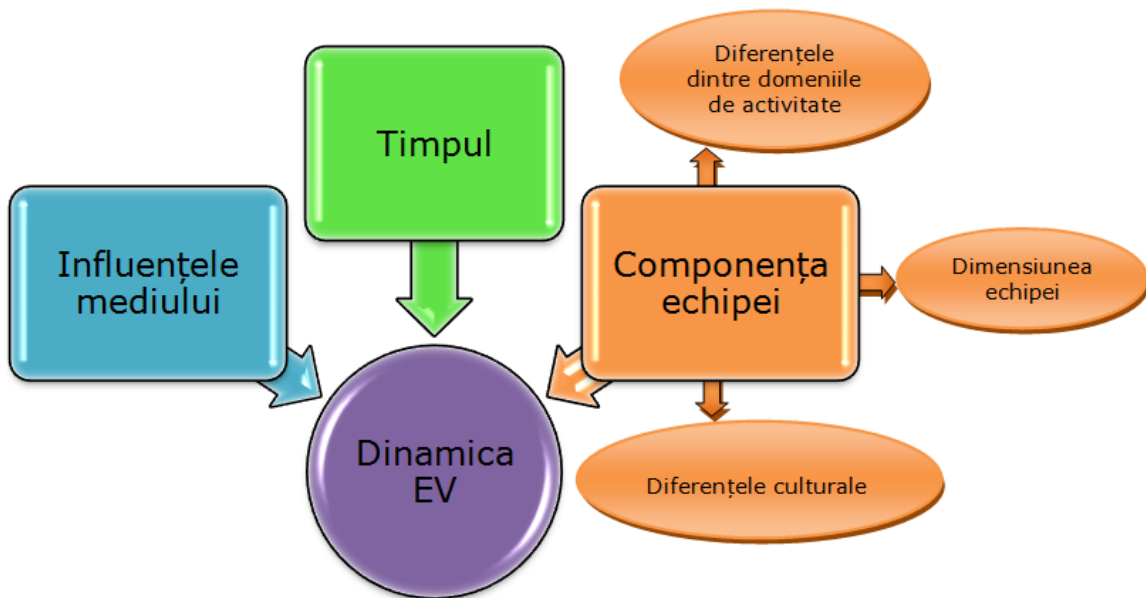 Diferențele
dintre domeniile
de activitate
Timpul
Influențele
mediului
Componența
echipei
Dimensiunea
echipei
Dinamica
EV
Diferențele culturale